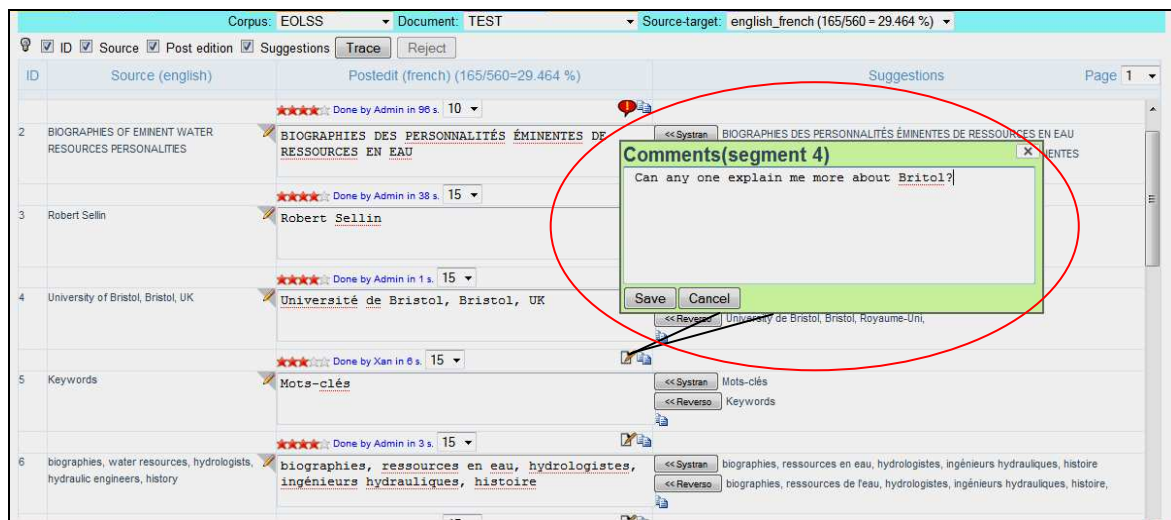 Corpus: EOLSS Document: TEST Source-target: english_french (165/560 = 29.464 %)
ID Source Post edition Suggestions Trace Reject
ID Source (english) Postedit (french) (165/560=29.464 %) Suggestions Page 1
Done by Admin in 96 s. 10
2 BIOGRAPHIES OF EMINENT WATER
RESOURCES PERSONALITIES
BIOGRAPHIES DES PERSONNALITÉS ÉMINENTES DE
RESSOURCES EN EAU
<< Systran BIOGRAPHIES DES PERSONNALITÉS ÉMINENTES DE RESSOURCES EN EAU
Comments(segment 4) x
Can any one explain me more about Britol?
Save Cancel
Done by Admin in 38 s. 15
3 Robert Sellin
Robert Sellin
Done by Admin in 1 s. 15
4 University of Bristol, Bristol, UK
Université de Bristol, Bristol, UK
<< Reverso University de Bristol, Bristol, Royaume-Uni,
Done by Xan in 6 s. 15
5 Keywords
Mots-clés
<< Systran Mots-clés
<< Reverso Keywords
Done by Admin in 3 s. 15
6 biographies, water resources, hydrologists,
hydraulic engineers, history
biographies, ressources en eau, hydrologistes,
ingénieurs hydrauliques, histoire
<< Systran biographies, ressources en eau, hydrologistes, ingénieurs hydrauliques, histoire
<< Reverso biographies, ressources de l'eau, hydrologistes, ingénieurs hydrauliques, histoire,